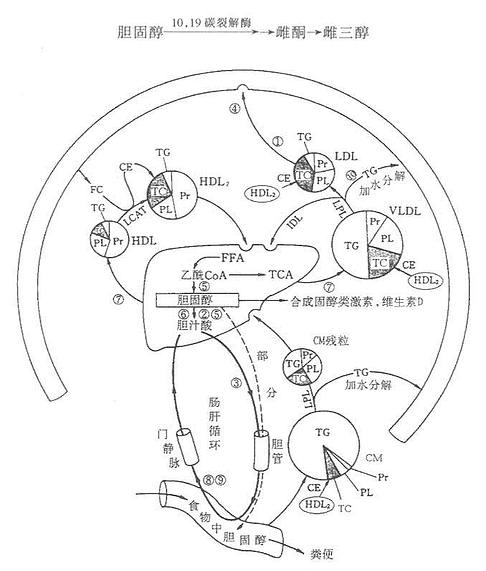 10,19碳裂解酶
胆固醇→→雌酮→雌三醇
④
①
TG
LDL
Pr
TC
PL
CE
HDL₂
⑩
TG
加水分解
TG
CE
TC
Pr
PL
HDL₂
FC
LCAT
TG
TC
PL
Pr
HDL
IDL
LPL
VLDL
Pr
TG
PL
TC
CE
HDL₂
FFA
乙酰CoA→TCA
⑤
⑦
⑦
胆固醇
合成固醇类激素,维生素D
⑥
②⑤
胆汁酸
CM残粒
Pr
TG
PL
TC
部分
③
TG
加水分解
LPL
肠肝循环
门静脉
胆管
TG
CM
Pr
PL
TC
CE
HDL₂
⑧⑨
食物中胆固醇
粪便